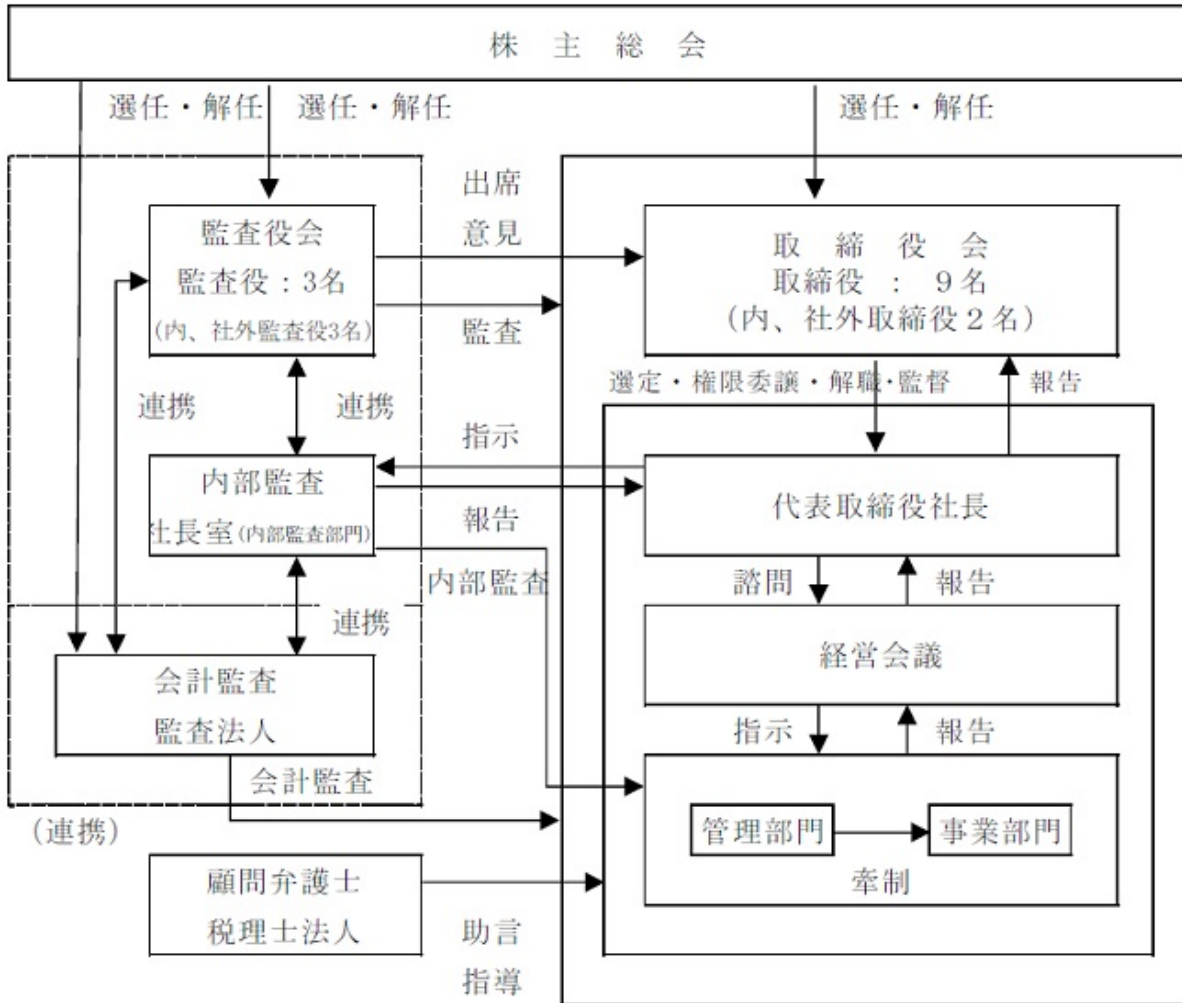 株 主 総 会
選任・解任 選任・解任 選任・解任
出席
意見
監査役会
監査役：3名
(内、社外監査役3名)
取 締 役 会
取締役 ： 9名
(内、社外取締役2名)
監査
選定・権限委譲・解職・監督 報告
連携 連携
指示
内部監査
社長室(内部監査部門)
代表取締役社長
報告
内部監査
諮問 報告
連携
経営会議
会計監査
監査法人
指示 報告
会計監査
(連携)
管理部門 事業部門
牽制
顧問弁護士
税理士法人
助言
指導